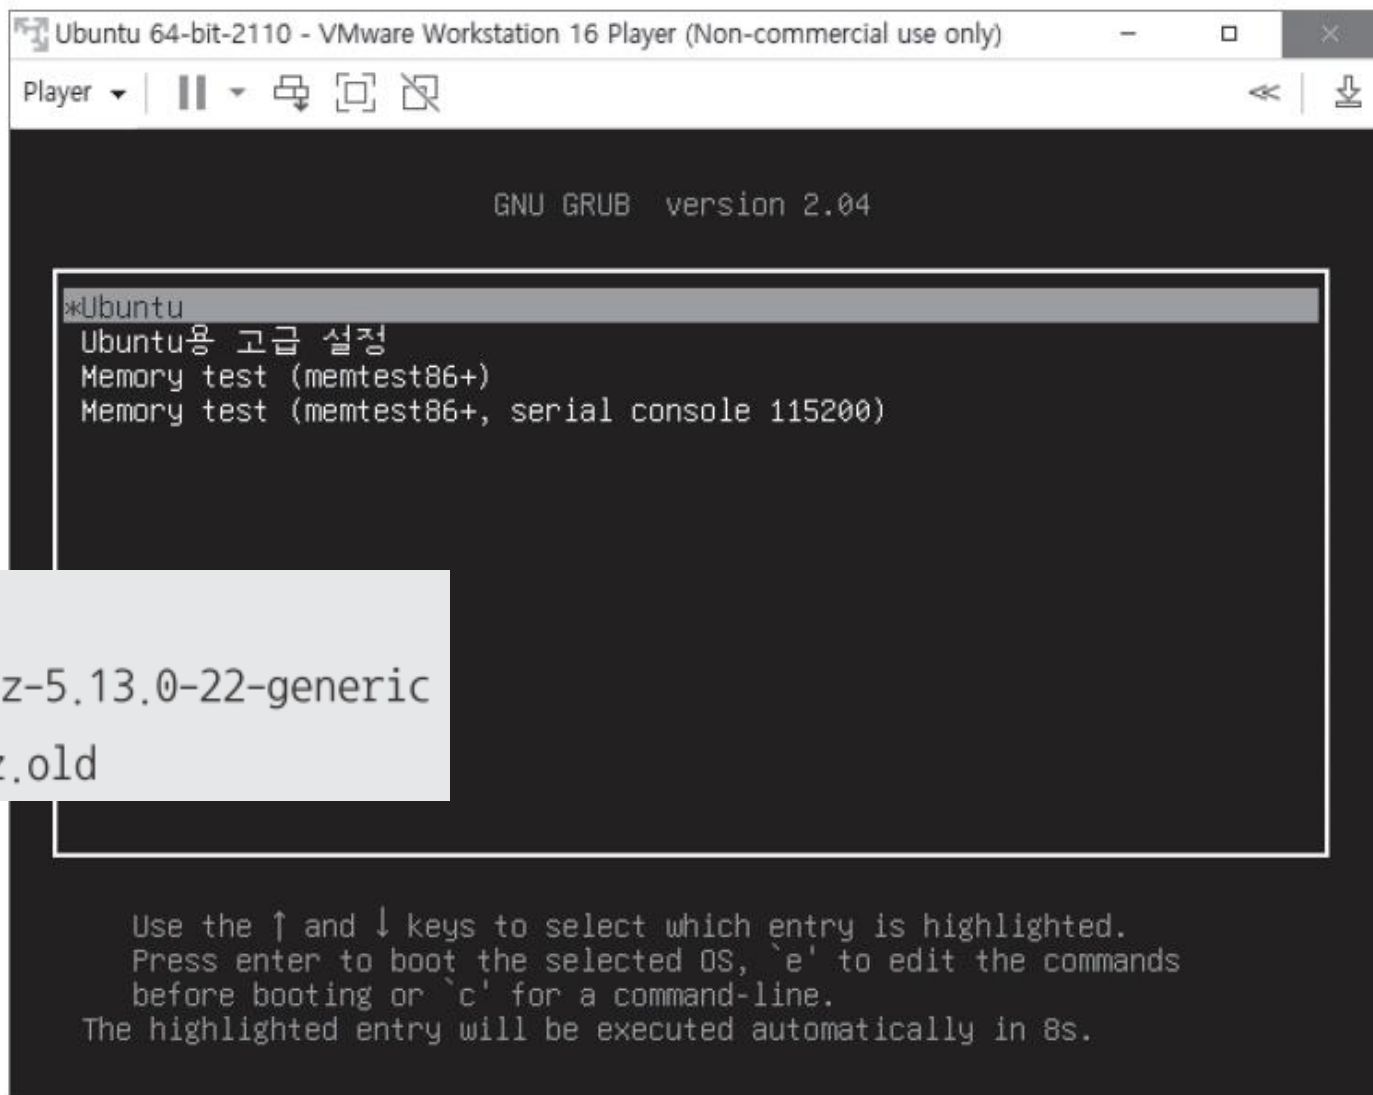 Ubuntu 64-bit-2110 - VMware Workstation 16 Player (Non-commercial use only)
Player
GNU GRUB version 2.04
*Ubuntu
Ubuntu용 고급 설정
Memory test (memtest86+)
Memory test (memtest86+, serial console 115200)
z-5.13.0-22-generic
.old
Use the ↑ and ↓ keys to select which entry is highlighted.
Press enter to boot the selected OS, `e' to edit the commands
before booting or `c' for a command-line.
The highlighted entry will be executed automatically in 8s.